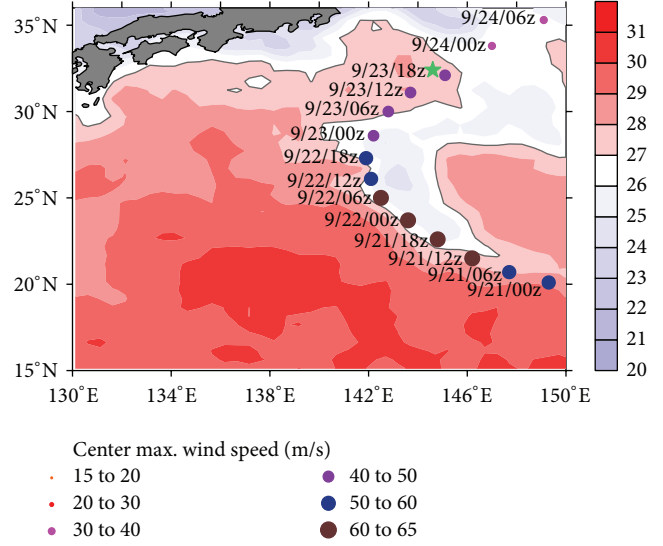 35°N
30°N
25°N
20°N
15°N
9/24/06z
9/24/00z
9/23/18z
9/23/12z
9/23/06z
9/23/00z
9/22/18z
9/22/12z
9/22/06z
9/22/00z
9/21/18z
9/21/12z
9/21/06z
9/21/00z
130°E 134°E 138°E 142°E 146°E 150°E
31
30
29
28
27
26
25
24
23
22
21
20
Center max. wind speed (m/s)
15 to 20
20 to 30
30 to 40
40 to 50
50 to 60
60 to 65